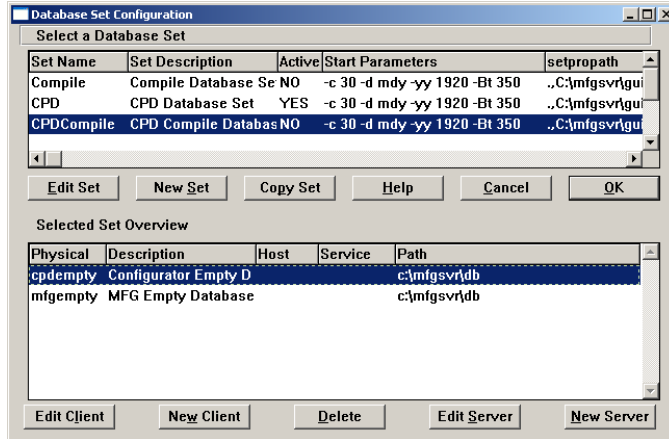 Database Set Configuration
Select a Database Set
Set Name Set Description Active Start Parameters setpropath
Compile Compile Database Se NO -c 30 -d mdy -yy 1920 -Bt 350 .,C:\mfgsvr\gui
CPD CPD Database Set YES -c 30 -d mdy -yy 1920 -Bt 350 .,C:\mfgsvr\gui
CPDCompile CPD Compile Databas NO -c 30 -d mdy -yy 1920 -Bt 350 .,C:\mfgsvr\gui
Edit Set New Set Copy Set Help Cancel OK
Selected Set Overview
Physical Description Host Service Path
cpdempty Configurator Empty D c:\mfgsvr\db
mfgempty MFG Empty Database c:\mfgsvr\db
Edit Client New Client Delete Edit Server New Server